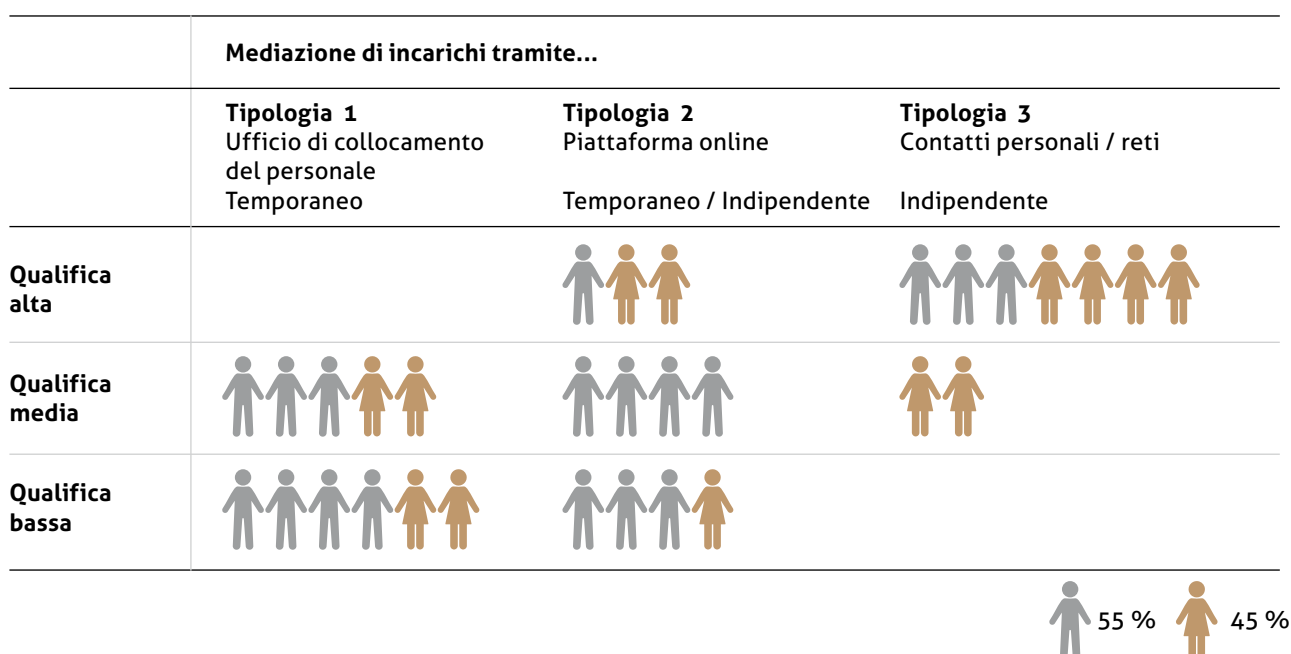 Mediazione di incarichi tramite...
Tipologia 1
Ufficio di collocamento
del personale
Temporaneo
Tipologia 2
Piattaforma online
Temporaneo / Indipendente
Tipologia 3
Contatti personali / reti
Indipendente
Qualifica
alta
Qualifica
media
Qualifica
bassa
55 %
45 %